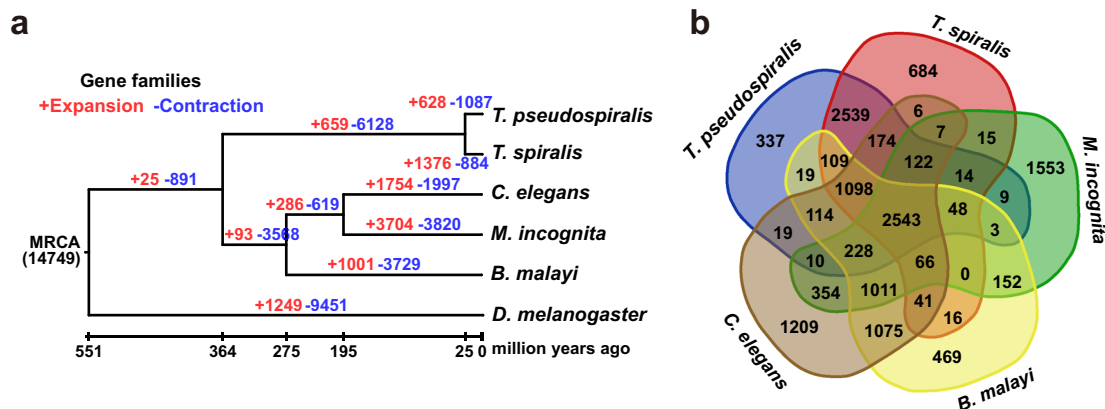 a
Gene families
+Expansion -Contraction
+628 -1087
T. pseudospiralis
+659 -6128
T. spiralis
+1376 -884
+25 -891
+1754 -1997
C. elegans
+286 -619
+3704 -3820
M. incognita
+93 -3568
MRCA
(14749)
+1001 -3729
B. malayi
+1249 -9451
D. melanogaster
551 364 275 195 25 0 million years ago
b
T. pseudospiralis
T. spiralis
M. incognita
C. elegans
B. malayi
684
6
2539
174
7
15
337
109
122
1553
19
1098
14
9
114
2543
48
3
19
228
66
0
152
10
354
1011
41
16
1209
1075
469